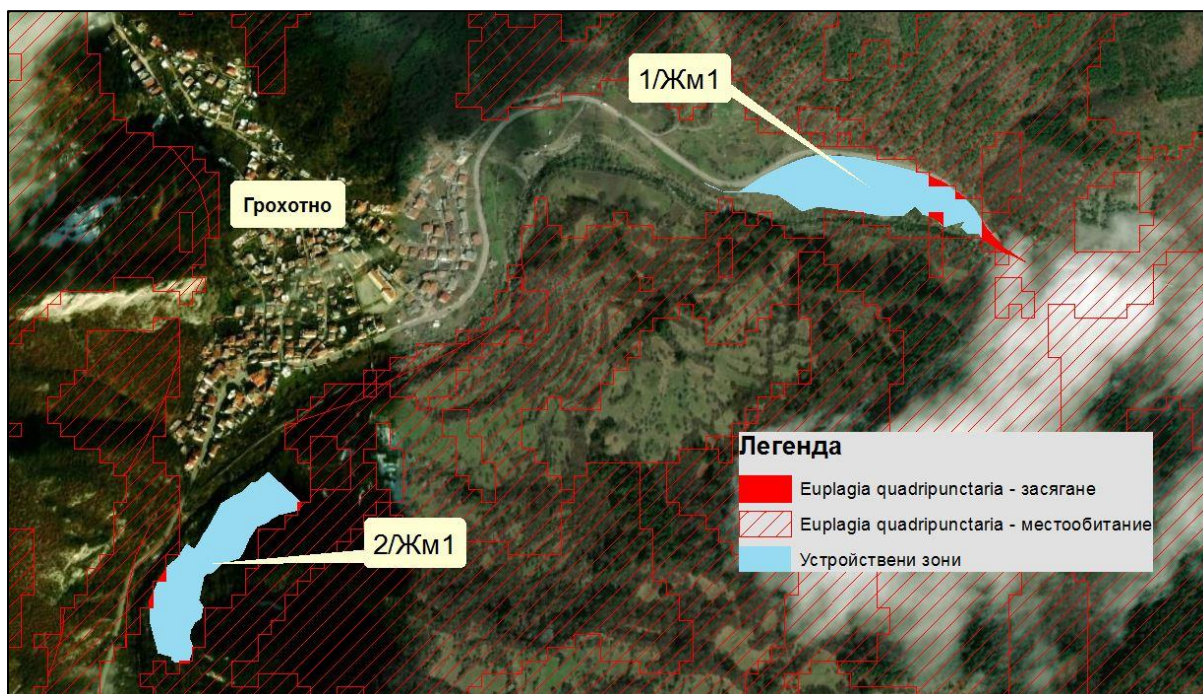 1/Жм1
Грохотно
2/Жм1
Легенда
Euplagia quadripunctaria - засягане
Euplagia quadripunctaria - местообитание
Устройствени зони